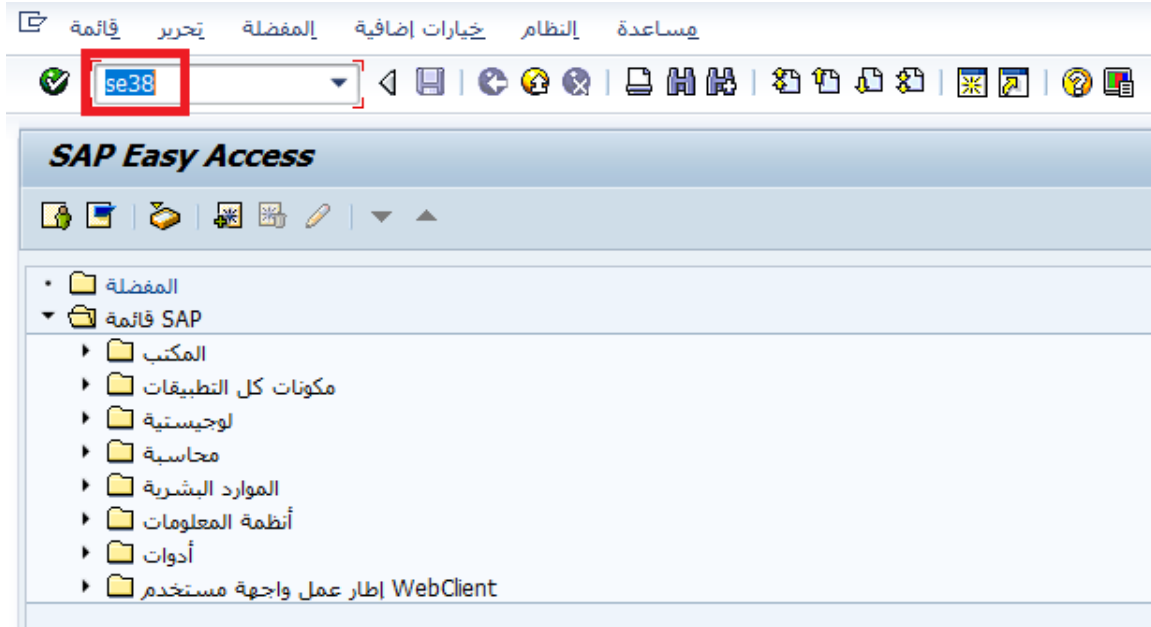 قائمة تحرير المفضلة خيارات إضافية النظام مساعدة
se38
SAP Easy Access
المفضلة
قائمة SAP
المكتب
مكونات كل التطبيقات
لوجيستية
محاسبة
الموارد البشرية
أنظمة المعلومات
أدوات
إطار عمل واجهة مستخدم WebClient